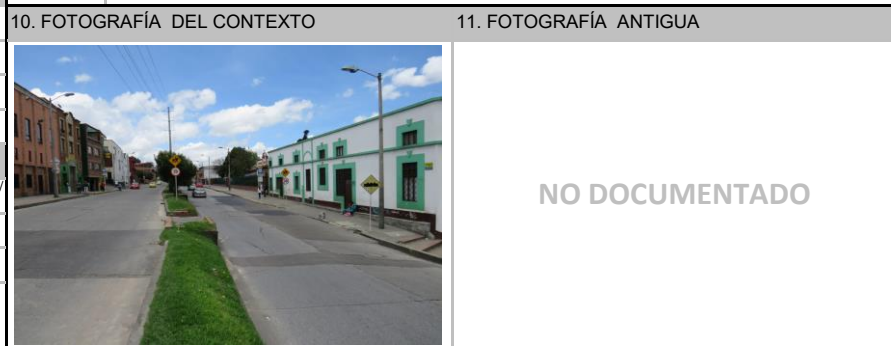 10. FOTOGRAFÍA DEL CONTEXTO
11. FOTOGRAFÍA ANTIGUA
NO DOCUMENTADO